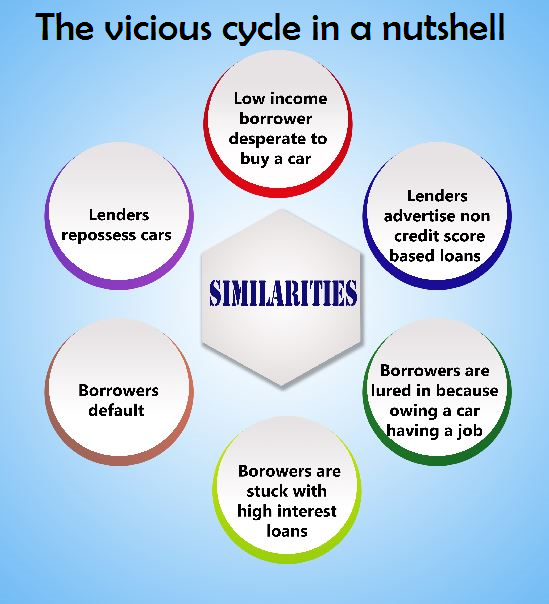 The vicious cycle in a nutshell
Low income
borrower
desperate to
buy a car
Lenders
advertise non
credit score
based loans
Borrowers are
lured in because
owing a car
having a job
Borowers are
stuck with
high interest
loans
Borrowers
default
Lenders
repossess cars
SIMILARITIES